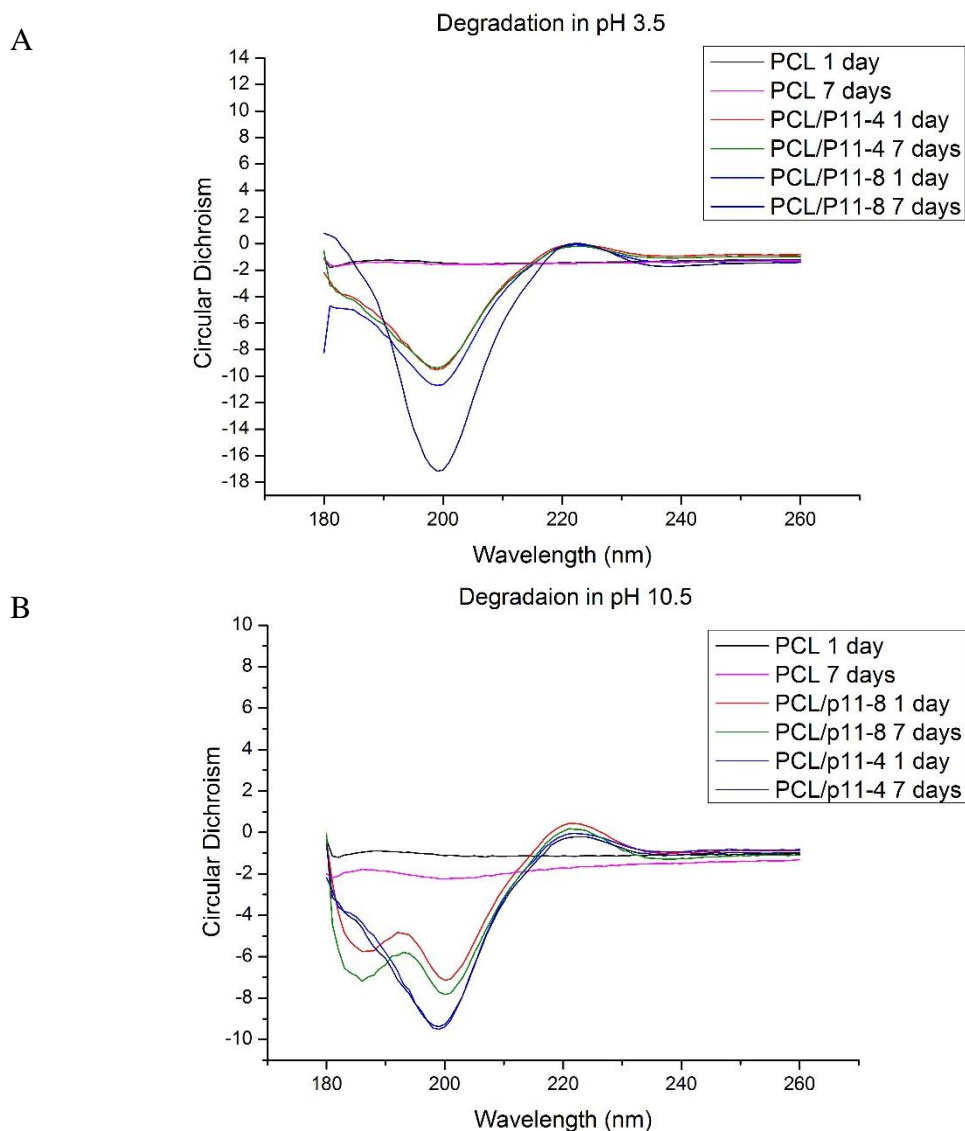 A
Degradation in pH 3.5
PCL 1 day
PCL 7 days
PCL/P11-4 1 day
PCL/P11-4 7 days
PCL/P11-8 1 day
PCL/P11-8 7 days
Circular Dichroism
14
12
10
8
6
4
2
0
-2
-4
-6
-8
-10
-12
-14
-16
-18
180 200 220 240 260
Wavelength (nm)
B
Degradaion in pH 10.5
PCL 1 day
PCL 7 days
PCL/p11-8 1 day
PCL/p11-8 7 days
PCL/p11-4 1 day
PCL/p11-4 7 days
Circular Dichroism
10
8
6
4
2
0
-2
-4
-6
-8
-10
180 200 220 240 260
Wavelength (nm)